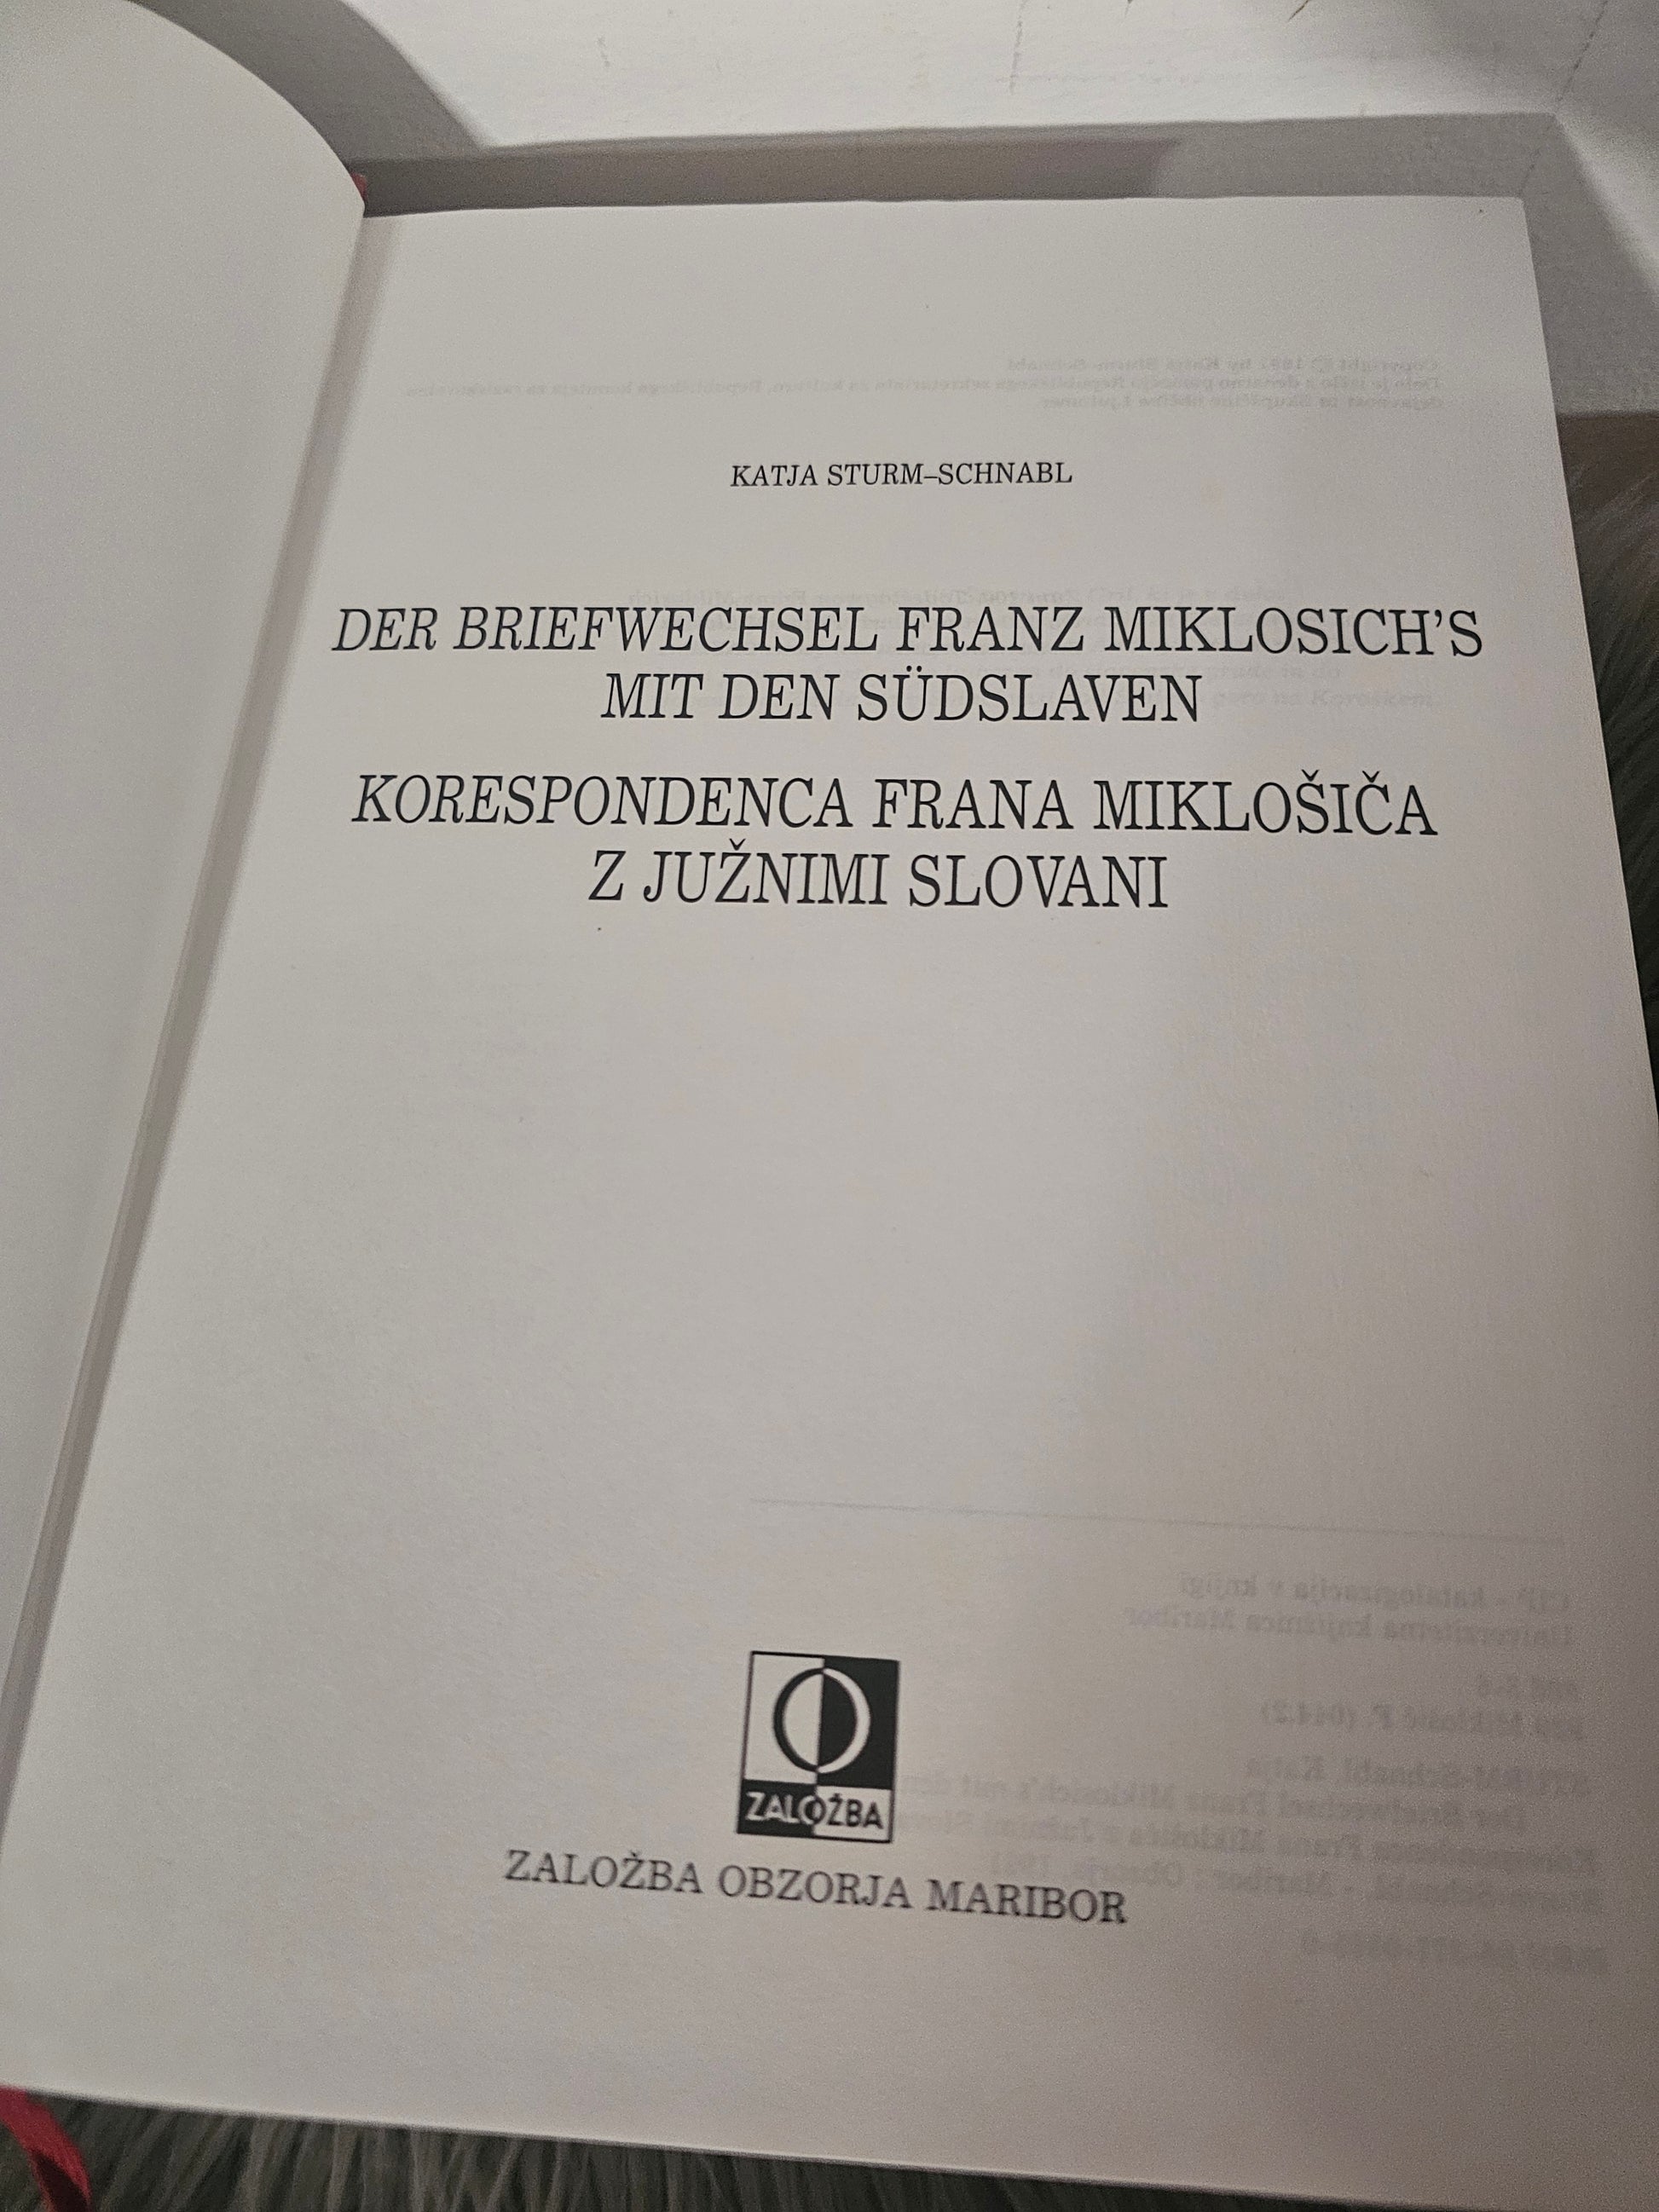 KATJA STURM–SCHNABL
DER BRIEFWECHSEL FRANZ MIKLOSICH’S
MIT DEN SÜDSLAVEN
KORESPONDENCA FRANA MIKLOŠIČA
Z JUŽNIMI SLOVANI
ZALOŽBA
ZALOŽBA OBZORJA MARIBOR